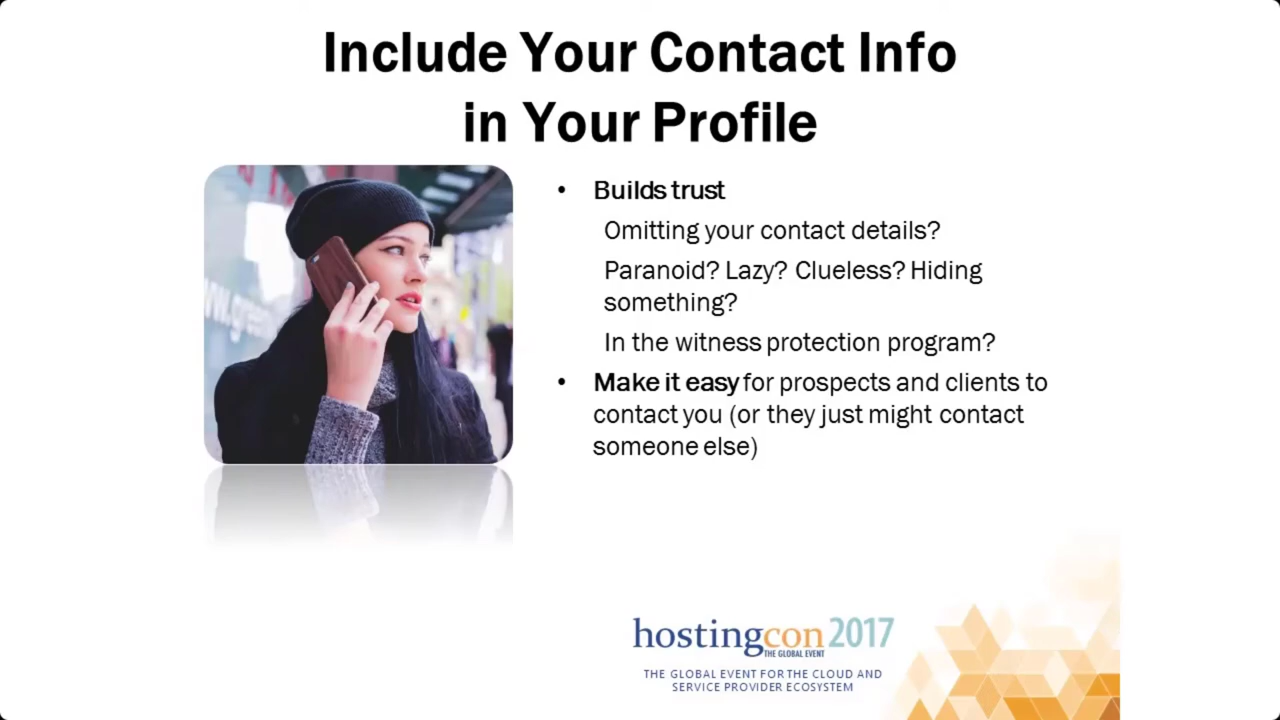 Include Your Contact Info
in Your Profile
• Builds trust
Omitting your contact details?
Paranoid? Lazy? Clueless? Hiding
something?
In the witness protection program?
• Make it easy for prospects and clients to
contact you (or they just might contact
someone else)
hostingcon 2017
THE GLOBAL EVENT
THE GLOBAL EVENT FOR THE CLOUD AND
SERVICE PROVIDER ECOSYSTEM